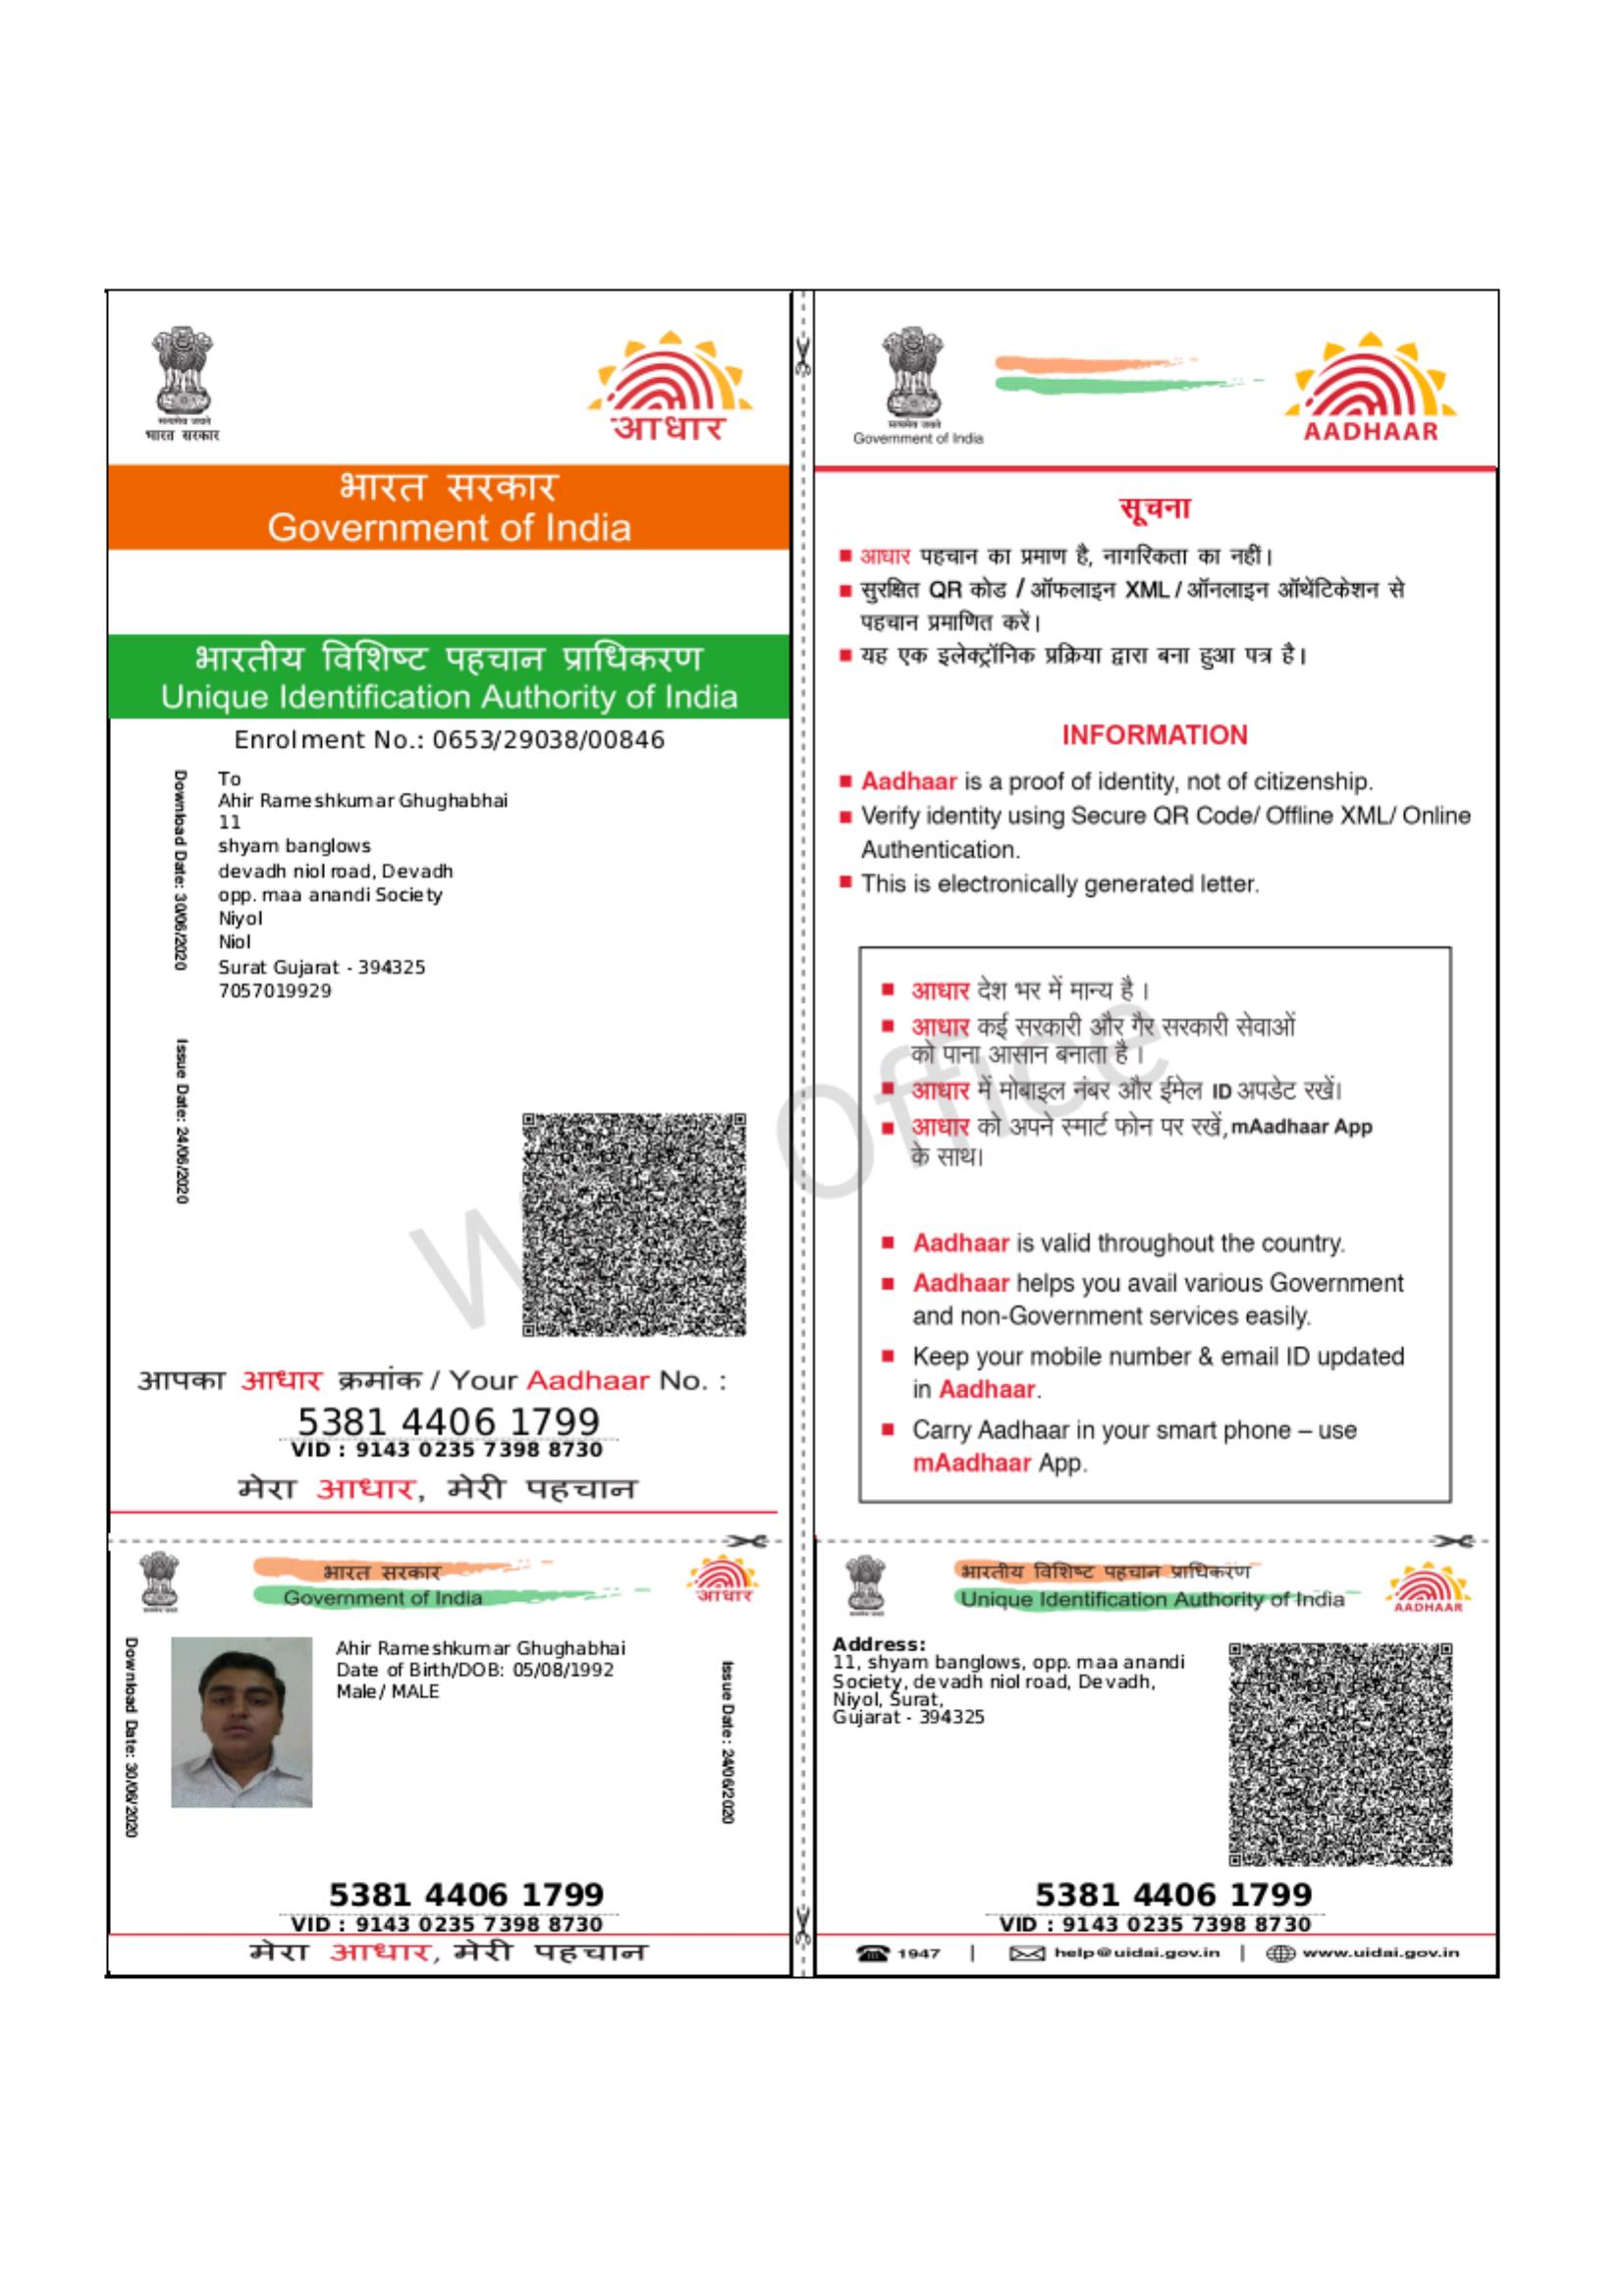 सत्यमेव जयते
भारत सरकार
आधार
भारत सरकार
Government of India
भारतीय विशिष्ट पहचान प्राधिकरण
Unique Identification Authority of India
Enrolment No.: 0653/29038/00846
Download Date: 30/06/2020
To
Ahir Rameshkumar Ghughabhai
11
shyam banglows
devadh niol road, Devadh
opp. maa anandi Society
Niyol
Niol
Surat Gujarat - 394325
7057019929
Issue Date: 24/06/2020
आपका आधार क्रमांक / Your Aadhaar No. :
5381 4406 1799
VID : 9143 0235 7398 8730
मेरा आधार, मेरी पहचान
सत्यमेव जयते
Government of India
AADHAAR
सूचना
आधार पहचान का प्रमाण है, नागरिकता का नहीं।
सुरक्षित QR कोड / ऑफलाइन XML / ऑनलाइन ऑथेंटिकेशन से
पहचान प्रमाणित करें।
यह एक इलेक्ट्रॉनिक प्रक्रिया द्वारा बना हुआ पत्र है।
INFORMATION
Aadhaar is a proof of identity, not of citizenship.
Verify identity using Secure QR Code/ Offline XML/ Online
Authentication.
This is electronically generated letter.
आधार देश भर में मान्य है ।
आधार कई सरकारी और गैर सरकारी सेवाओं
को पाना आसान बनाता है ।
आधार में मोबाइल नंबर और ईमेल ID अपडेट रखें।
आधार को अपने स्मार्ट फोन पर रखें, mAadhaar App
के साथ।
Aadhaar is valid throughout the country.
Aadhaar helps you avail various Government
and non-Government services easily.
Keep your mobile number & email ID updated
in Aadhaar.
Carry Aadhaar in your smart phone – use
mAadhaar App.
Office
भारत सरकार
Government of India
आधार
Download Date: 30/06/2020
Ahir Rameshkumar Ghughabhai
Date of Birth/DOB: 05/08/1992
Male/ MALE
Issue Date: 24/06/2020
5381 4406 1799
VID : 9143 0235 7398 8730
मेरा आधार, मेरी पहचान
भारतीय विशिष्ट पहचान प्राधिकरण
Unique Identification Authority of India
AADHAAR
Address:
11, shyam banglows, opp. maa anandi
Society, devadh niol road, Devadh,
Niyol, Surat,
Gujarat - 394325
5381 4406 1799
VID : 9143 0235 7398 8730
1947 | help@uidai.gov.in | www.uidai.gov.in